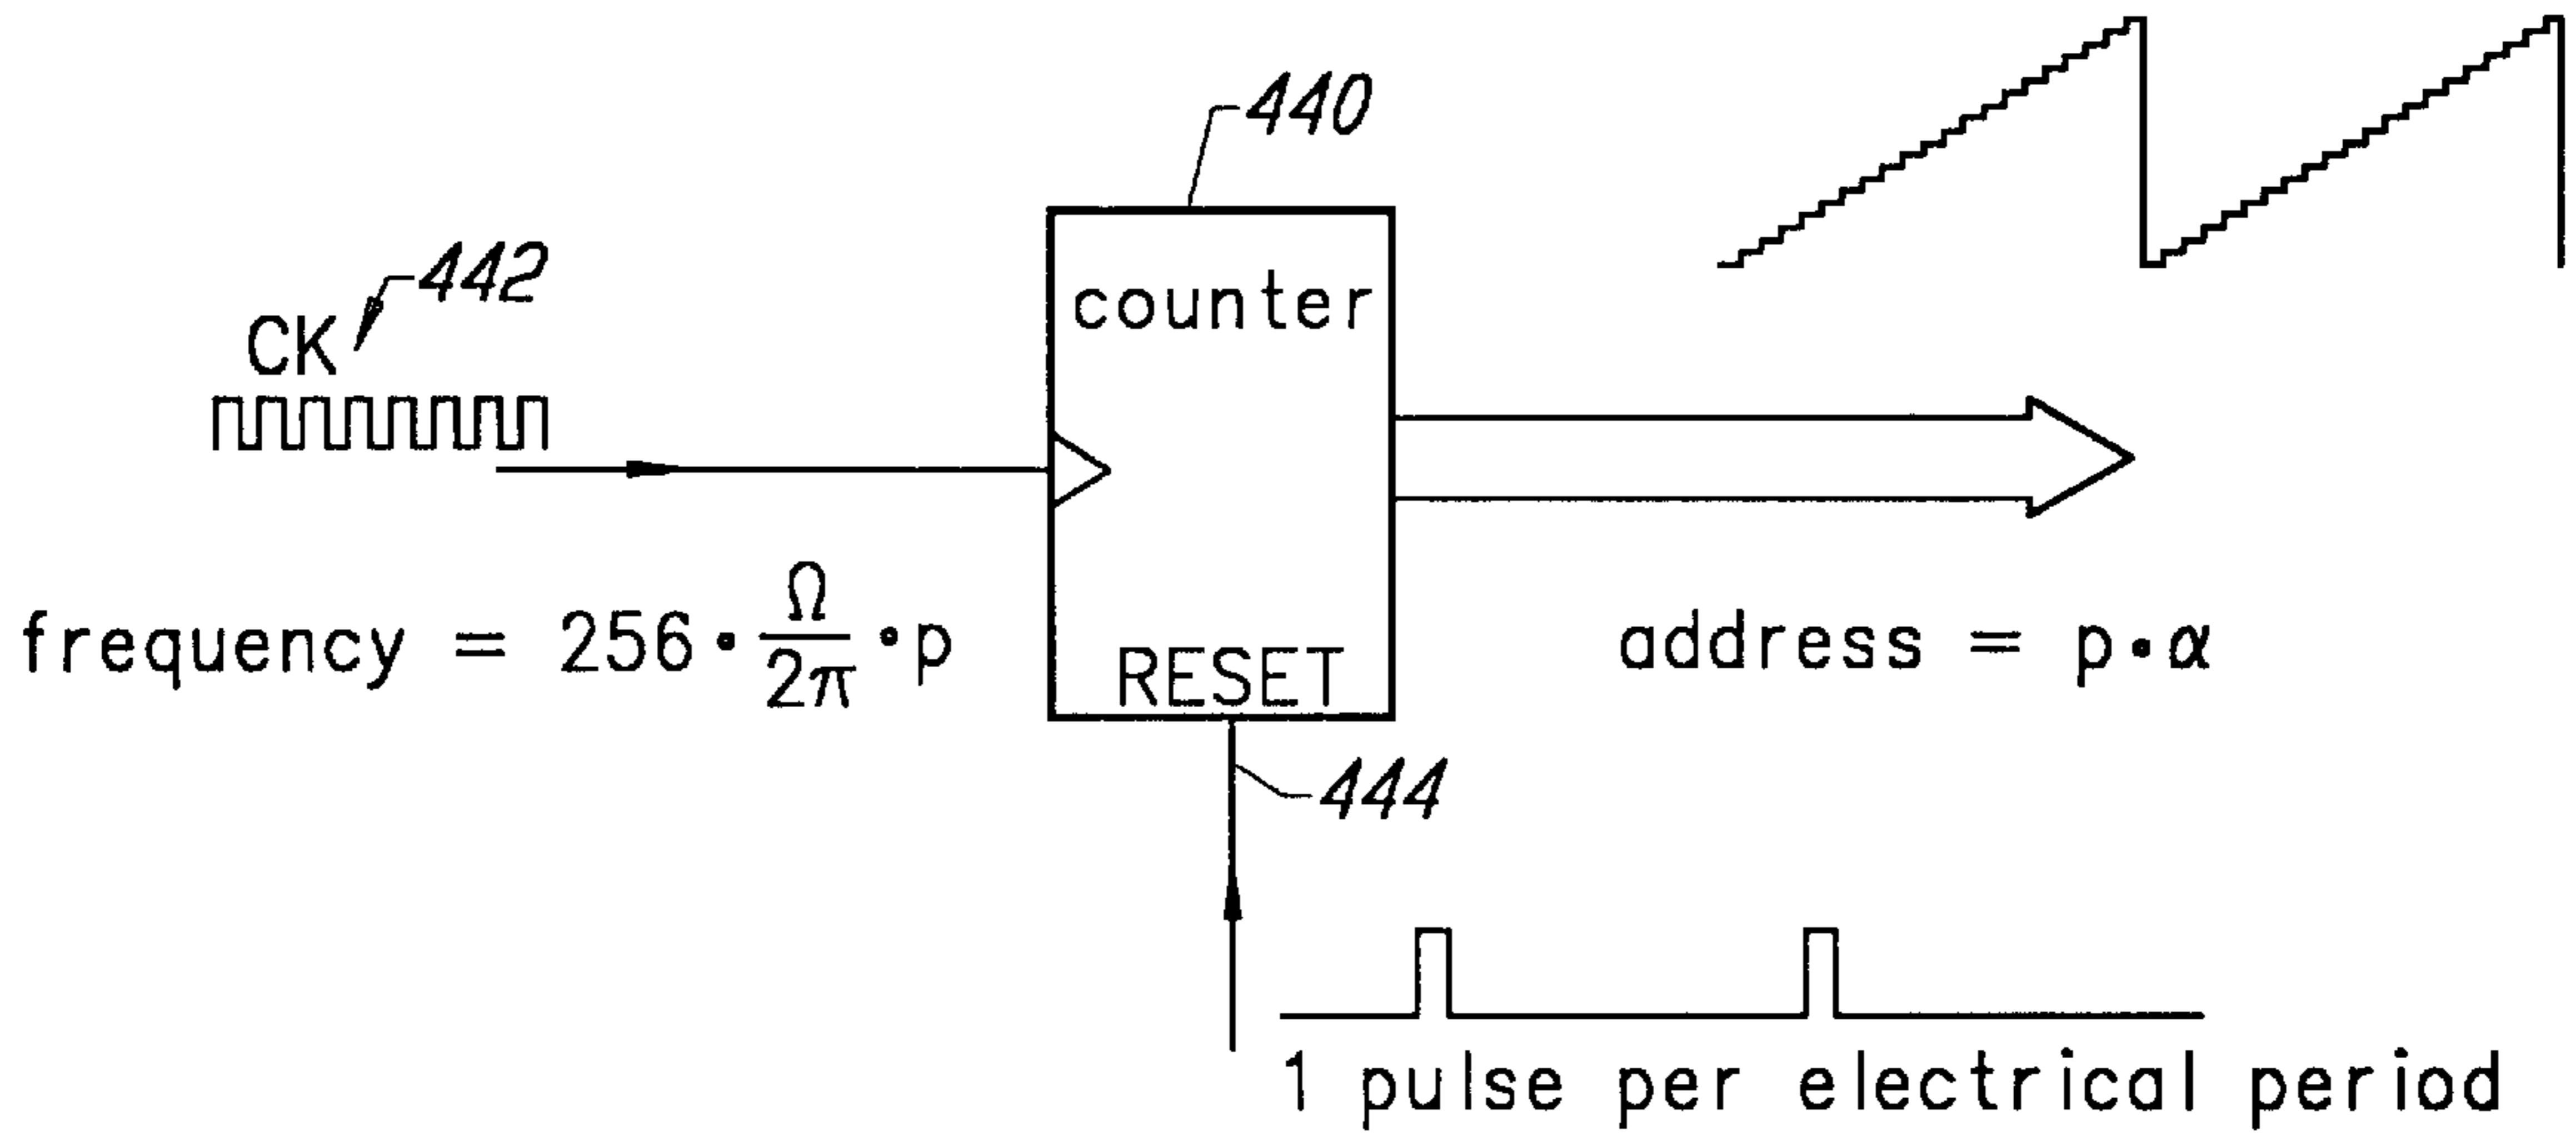 440
442
CK
counter
frequency = 256 · Ω/2π · p
address = p · α
RESET
444
1 pulse per electrical period